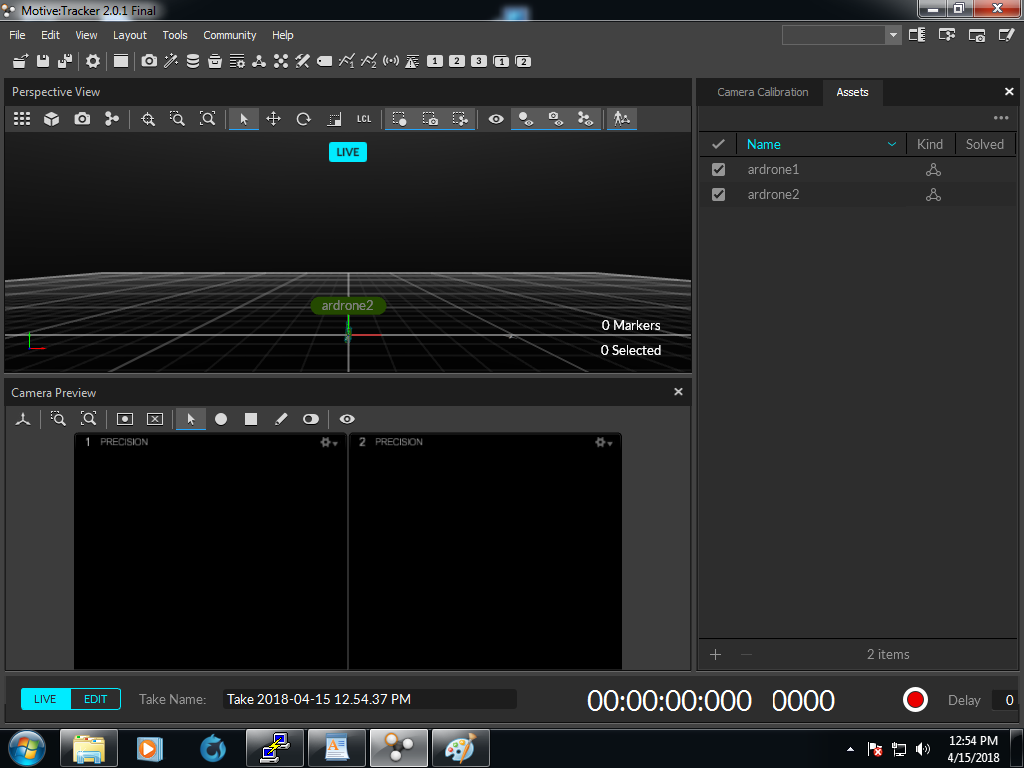 Motive:Tracker 2.0.1 Final
File Edit View Layout Tools Community Help
1 2 3 1 2
Perspective View
LCL
LIVE
ardrone2
0 Markers
0 Selected
Camera Calibration Assets
Name Kind Solved
ardrone1
ardrone2
2 items
Camera Preview
1 PRECISION
2 PRECISION
LIVE EDIT Take Name: Take 2018-04-15 12.54.37 PM 00:00:00:000 0000 Delay 0
12:54 PM
4/15/2018